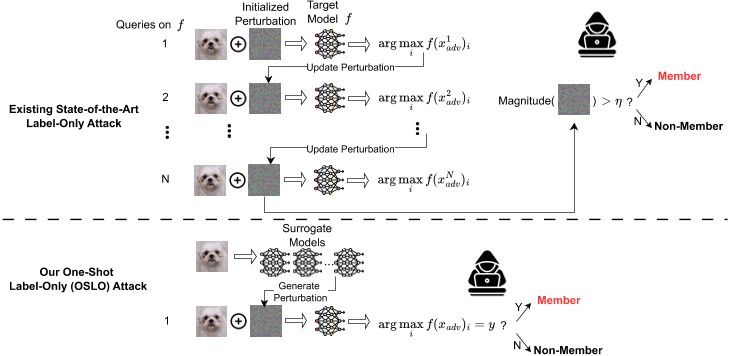 Queries on f
Initialized
Perturbation
Target
Model f
1
arg max f(x^1_adv)_i
i
Update Perturbation
2
arg max f(x^2_adv)_i
i
Existing State-of-the-Art
Label-Only Attack
Update Perturbation
N
arg max f(x^N_adv)_i
i
Magnitude( ) > η ?
Y
Member
N
Non-Member
Surrogate
Models
...
Our One-Shot
Label-Only (OSLO) Attack
Generate
Perturbation
1
arg max f(x_adv)_i = y ?
i
Y
Member
N
Non-Member